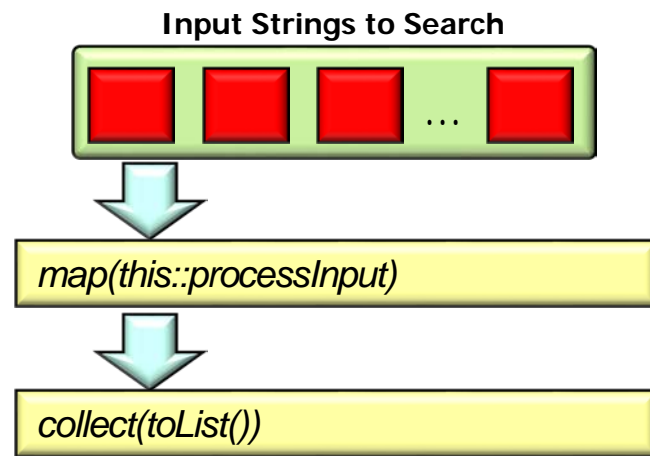 Input Strings to Search
...
map(this::processInput)
collect(toList())